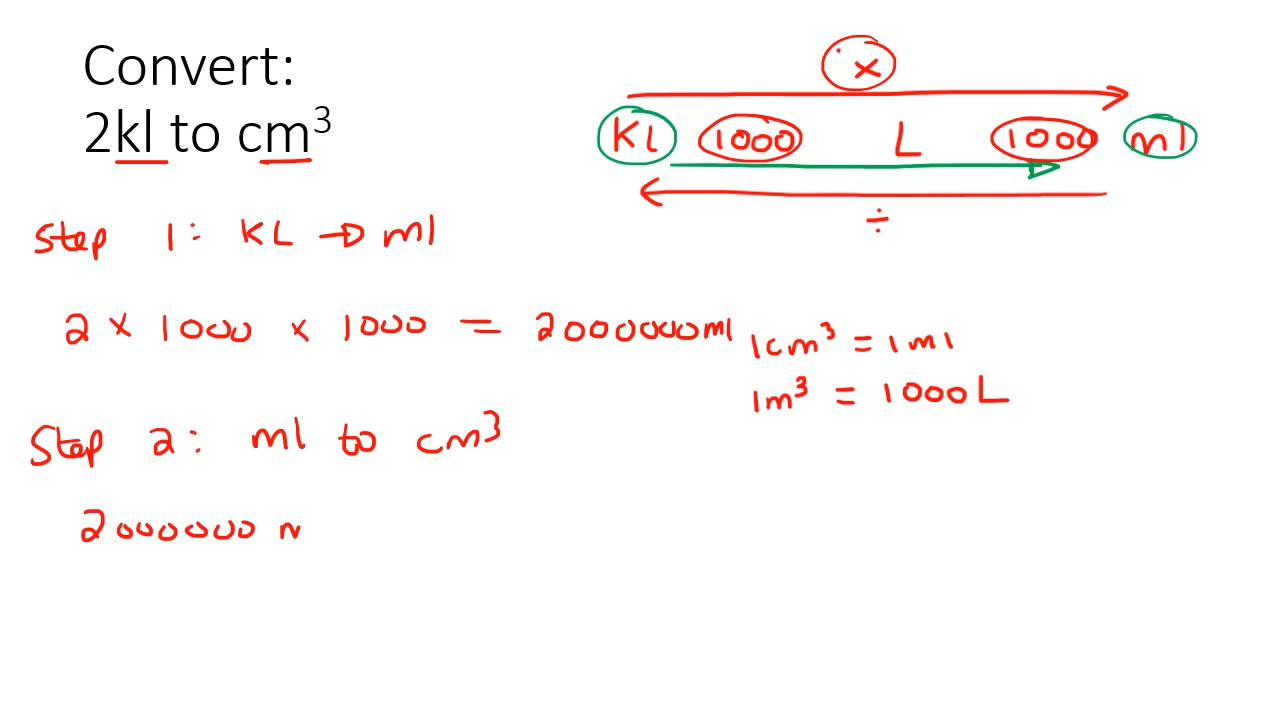 Convert:
2kl to cm³
×
Kl 1000 L 1000 ml
÷
Step 1: KL → ml
2 × 1000 × 1000 = 2000000ml
1cm³ = 1ml
1m³ = 1000L
Step 2: ml to cm³
2000000 m